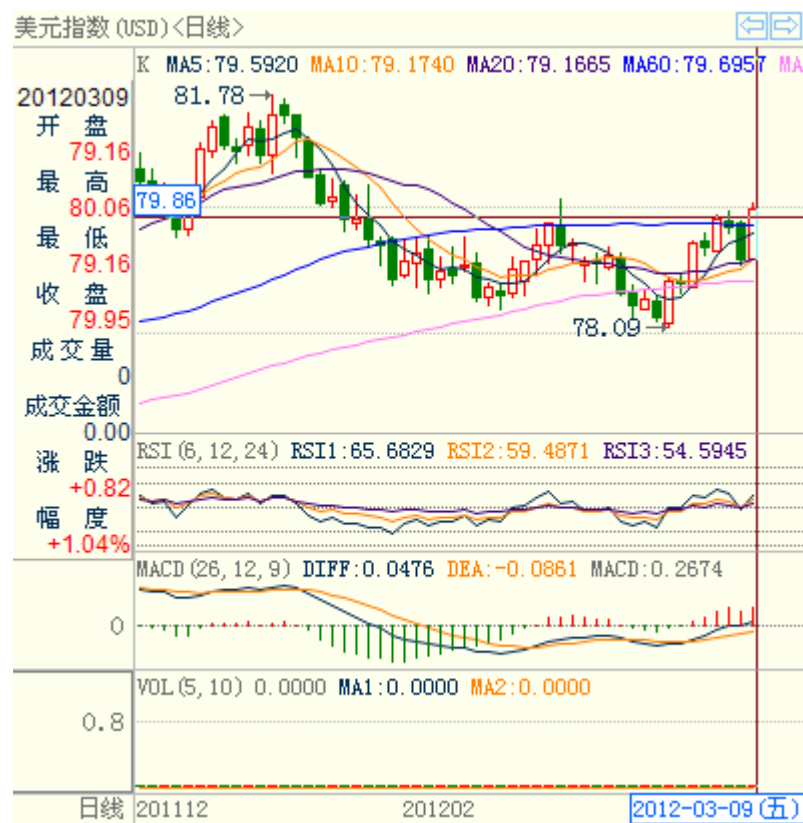 美元指数(USD)<日线>
K MA5:79.5920 MA10:79.1740 MA20:79.1665 MA60:79.6957 MA
20120309
81.78
开 盘
79.16
最 高
79.86
80.06
最 低
79.16
收 盘
79.95
78.09
成交量
0
成交金额
0.00
RSI(6,12,24) RSI1:65.6829 RSI2:59.4871 RSI3:54.5945
涨 跌
+0.82
幅 度
+1.04%
MACD(26,12,9) DIFF:0.0476 DEA:-0.0861 MACD:0.2674
0
VOL(5,10) 0.0000 MA1:0.0000 MA2:0.0000
0.8
日线 201112 201202 2012-03-09(五)